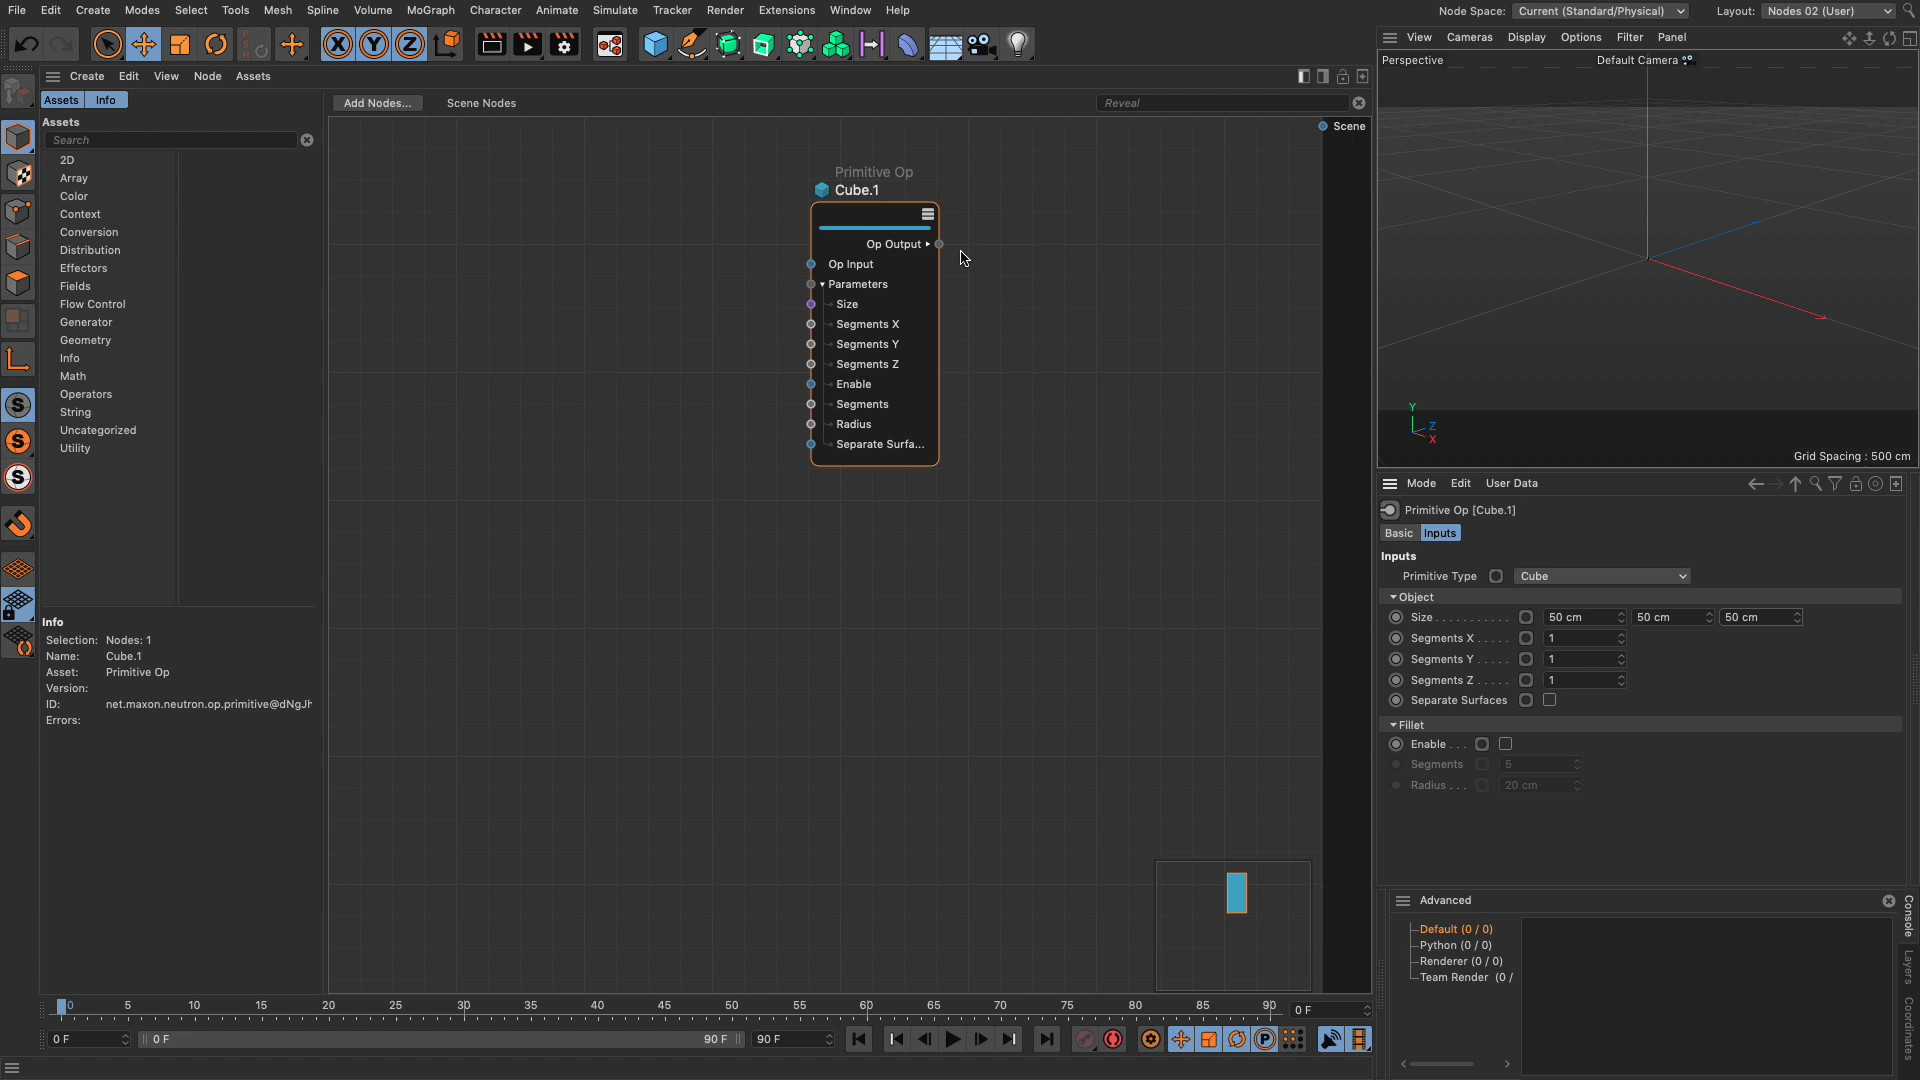 File Edit Create Modes Select Tools Mesh Spline Volume MoGraph Character Animate Simulate Tracker Render Extensions Window Help
Node Space: Current (Standard/Physical) Layout: Nodes 02 (User)
PSR X Y Z
View Cameras Display Options Filter Panel
Create Edit View Node Assets
Perspective Default Camera
Assets Info
Add Nodes... Scene Nodes Reveal
Assets
Search
Scene
2D
Array
Color
Context
Conversion
Distribution
Effectors
Fields
Flow Control
Generator
Geometry
Info
Math
Operators
String
Uncategorized
Utility
S
S
S
Primitive Op
Cube.1
Op Output
Op Input
Parameters
Size
Segments X
Segments Y
Segments Z
Enable
Segments
Radius
Separate Surfa...
Y
Z
X
Grid Spacing : 500 cm
Mode Edit User Data
Primitive Op [Cube.1]
Basic Inputs
Inputs
Primitive Type Cube
Object
Size . . . . . . . . . . . 50 cm 50 cm 50 cm
Segments X . . . . . 1
Segments Y . . . . . 1
Segments Z . . . . . 1
Separate Surfaces
Fillet
Enable . . .
Segments 5
Radius . . . 20 cm
Info
Selection: Nodes: 1
Name: Cube.1
Asset: Primitive Op
Version:
ID: net.maxon.neutron.op.primitive@dNgJh
Errors:
Advanced
Default (0 / 0)
Python (0 / 0)
Renderer (0 / 0)
Team Render (0 /
Console
Layers
Coordinates
0 5 10 15 20 25 30 35 40 45 50 55 60 65 70 75 80 85 90 0 F
0 F 0 F 90 F 90 F P